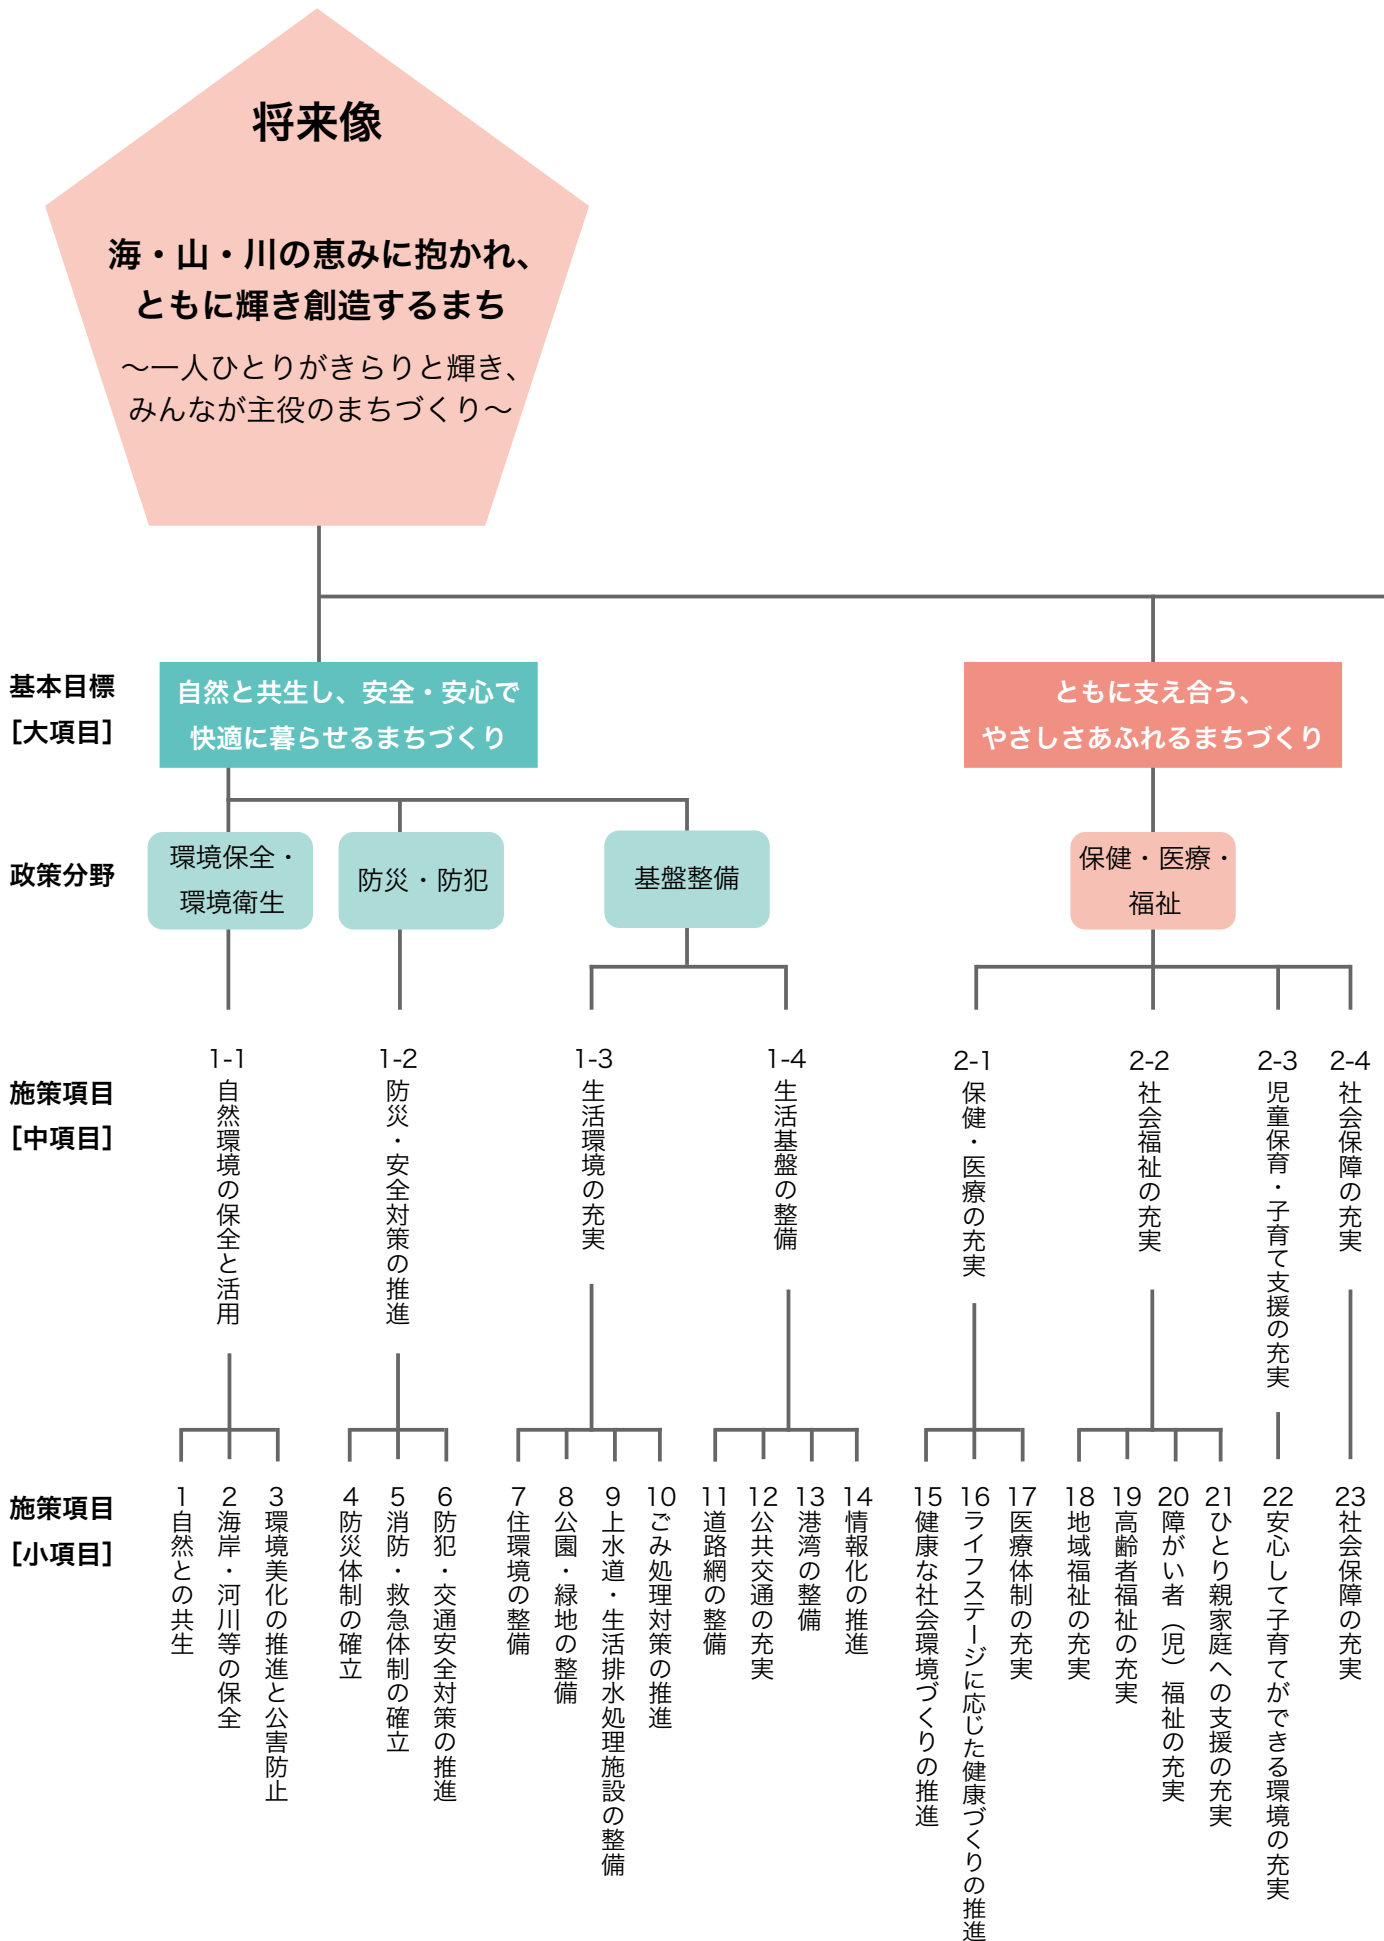 将来像
海・山・川の恵みに抱かれ、
ともに輝き創造するまち
～一人ひとりがきらりと輝き、
みんなが主役のまちづくり～
基本目標
［大項目］
自然と共生し、安全・安心で
快適に暮らせるまちづくり
ともに支え合う、
やさしさあふれるまちづくり
政策分野
環境保全・
環境衛生
防災・防犯
基盤整備
保健・医療・
福祉
施策項目
［中項目］
1-1
自然環境の保全と活用
1-2
防災・安全対策の推進
1-3
生活環境の充実
1-4
生活基盤の整備
2-1
保健・医療の充実
2-2
社会福祉の充実
2-3
児童保育・子育て支援の充実
2-4
社会保障の充実
施策項目
［小項目］
1
自然との共生
2
海岸・河川等の保全
3
環境美化の推進と公害防止
4
防災体制の確立
5
消防・救急体制の確立
6
防犯・交通安全対策の推進
7
住環境の整備
8
公園・緑地の整備
9
上水道・生活排水処理施設の整備
10
ごみ処理対策の推進
11
道路網の整備
12
公共交通の充実
13
港湾の整備
14
情報化の推進
15
健康な社会環境づくりの推進
16
ライフステージに応じた健康づくりの推進
17
医療体制の充実
18
地域福祉の充実
19
高齢者福祉の充実
20
障がい者（児）福祉の充実
21
ひとり親家庭への支援の充実
22
安心して子育てができる環境の充実
23
社会保障の充実